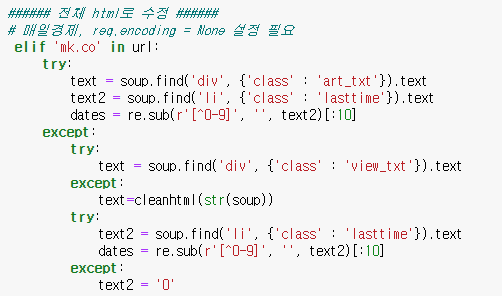 ###### 전체 html로 수정 ######
# 매일경제, req.encoding = None 설정 필요
elif 'mk.co' in url:
    try:
        text = soup.find('div', {'class' : 'art_txt'}).text
        text2 = soup.find('li', {'class' : 'lasttime'}).text
        dates = re.sub(r'[^0-9]', '', text2)[:10]
    except:
        try:
            text = soup.find('div', {'class' : 'view_txt'}).text
        except:
            text=cleanhtml(str(soup))
        try:
            text2 = soup.find('li', {'class' : 'lasttime'}).text
            dates = re.sub(r'[^0-9]', '', text2)[:10]
        except:
            text2 = '0'